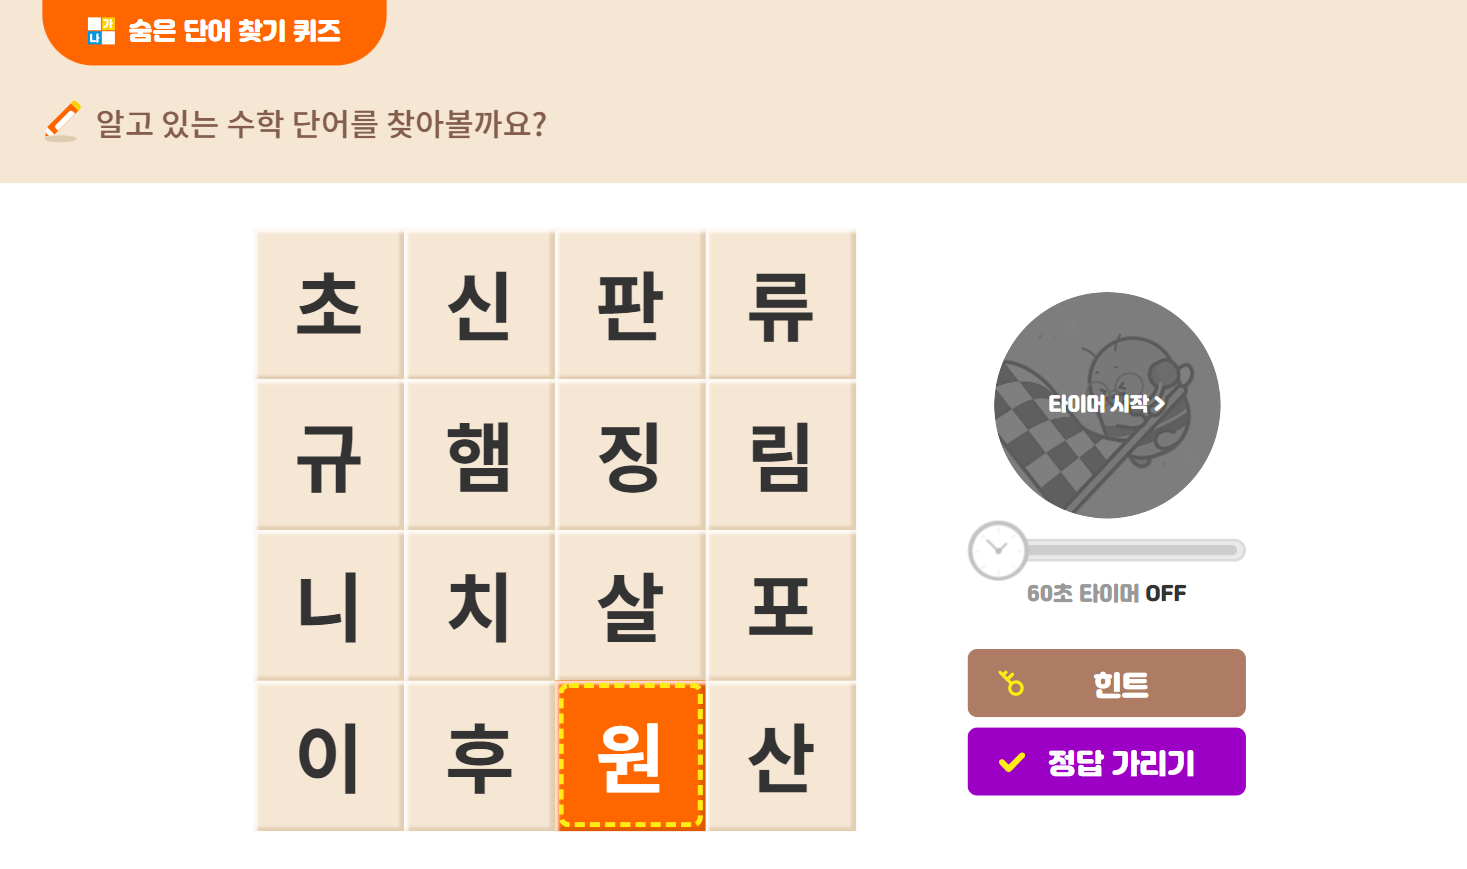 가
나
숨은 단어 찾기 퀴즈
알고 있는 수학 단어를 찾아볼까요?
초 신 판 류
규 햄 징 림
니 치 살 포
이 후 원 산
타이머 시작 >
60초 타이머 OFF
힌트
정답 가리기